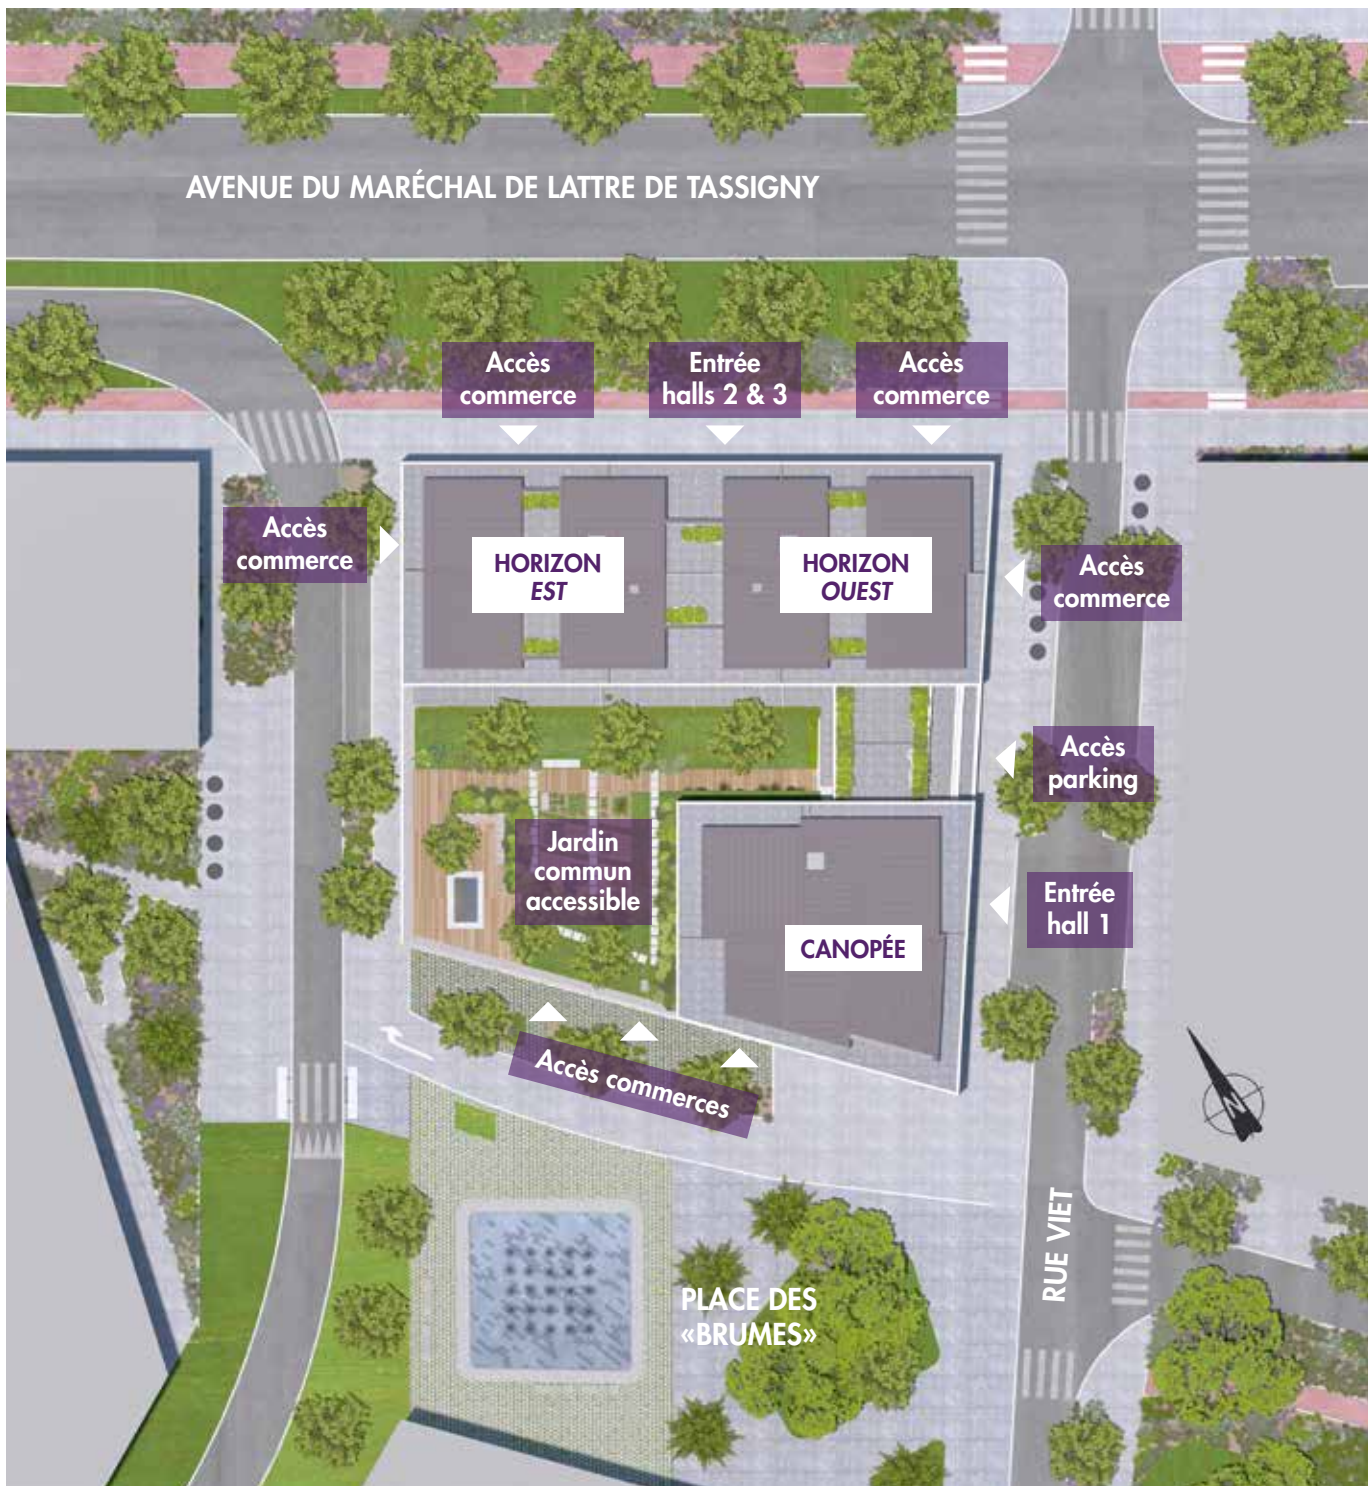 AVENUE DU MARÉCHAL DE LATTRE DE TASSIGNY
Accès
commerce
Entrée
halls 2 & 3
Accès
commerce
Accès
commerce
HORIZON
EST
HORIZON
OUEST
Accès
commerce
Accès
parking
Jardin
commun
accessible
Entrée
hall 1
CANOPÉE
Accès commerces
N
RUE VIET
PLACE DES
«BRUMES»